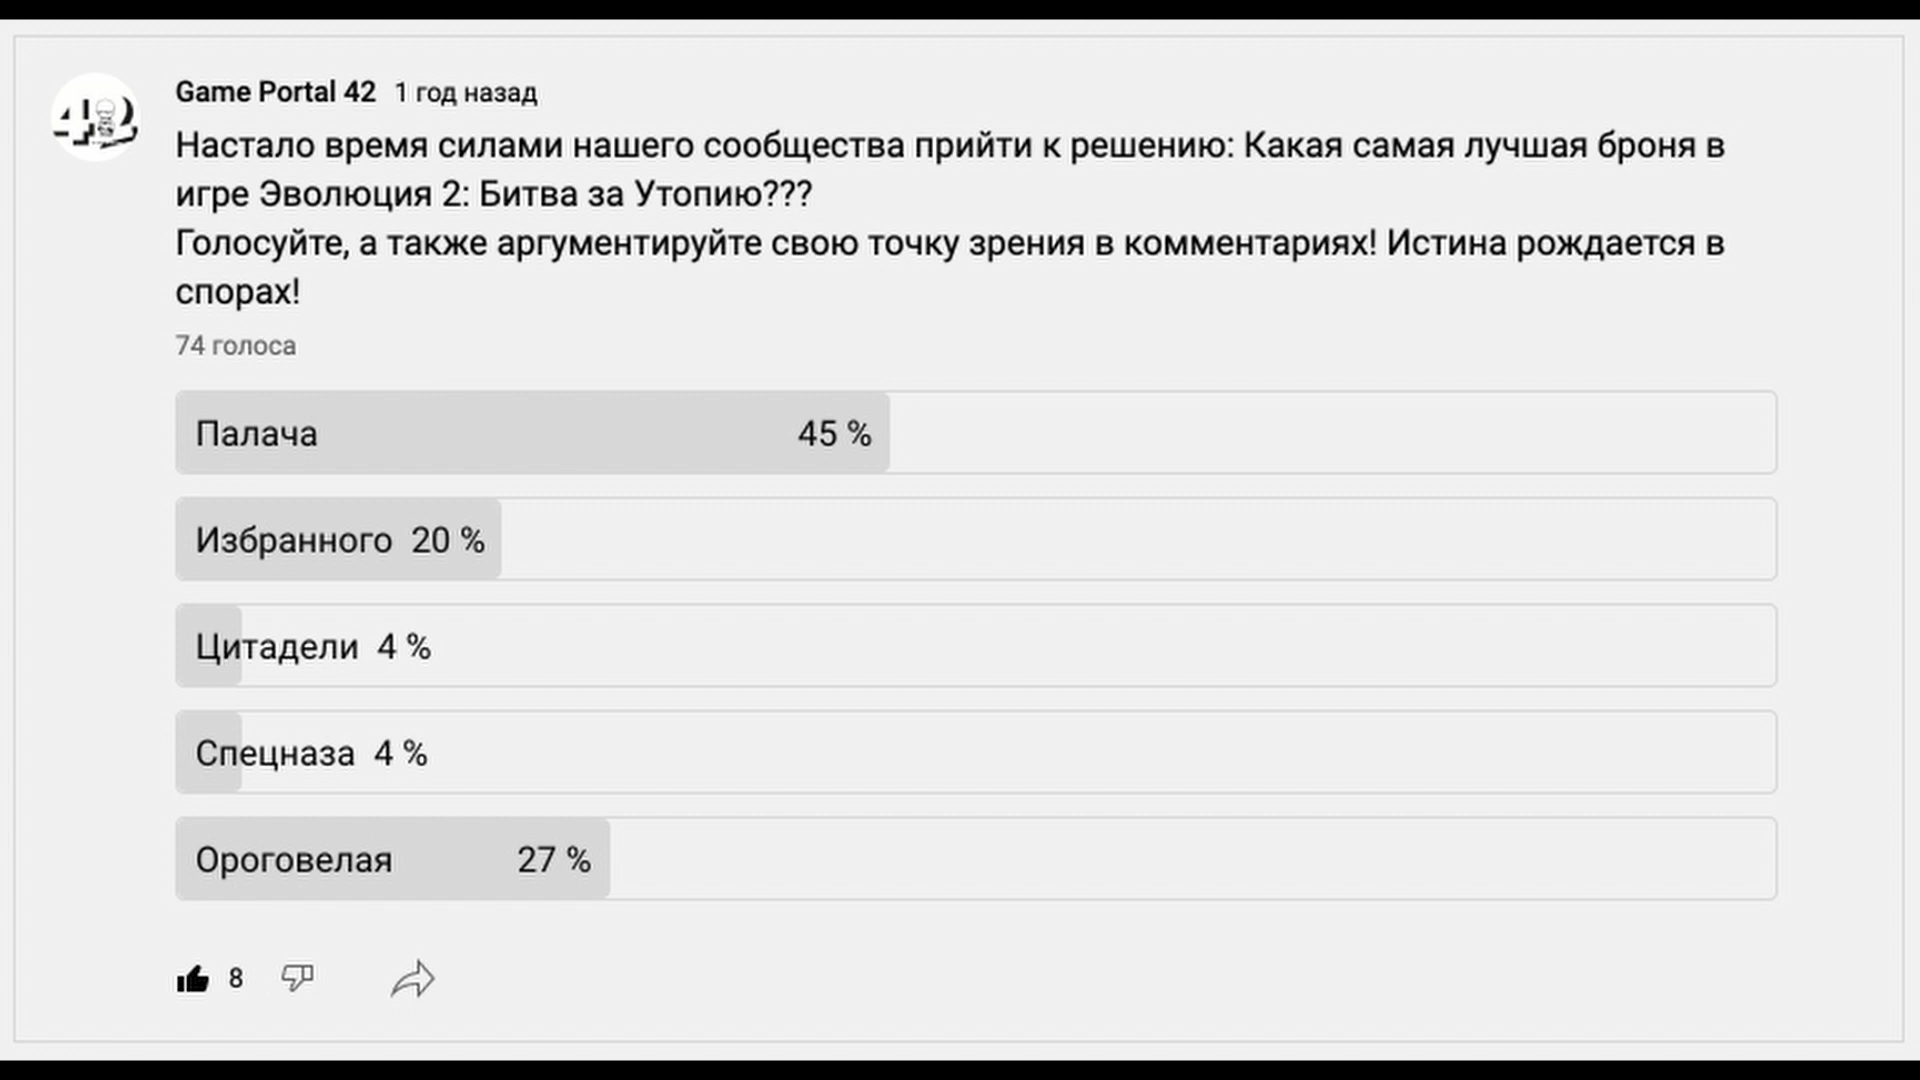 42
Game Portal 42 1 год назад
Настало время силами нашего сообщества прийти к решению: Какая самая лучшая броня в
игре Эволюция 2: Битва за Утопию???
Голосуйте, а также аргументируйте свою точку зрения в комментариях! Истина рождается в
спорах!
74 голоса
Палача 45 %
Избранного 20 %
Цитадели 4 %
Спецназа 4 %
Ороговелая 27 %
8